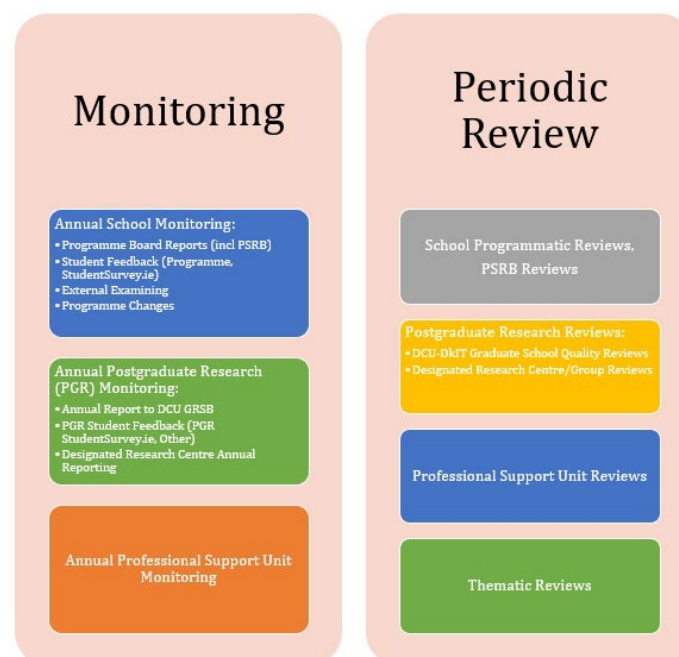 Monitoring
Annual School Monitoring:
▪ Programme Board Reports (incl PSRB)
▪ Student Feedback (Programme,
StudentSurvey.ie)
▪ External Examining
▪ Programme Changes
Annual Postgraduate Research
(PGR) Monitoring:
▪ Annual Report to DCU GRSB
▪ PGR Student Feedback (PGR
StudentSurvey.ie, Other)
▪ Designated Research Centre Annual
Reporting
Annual Professional Support Unit
Monitoring
Periodic
Review
School Programmatic Reviews,
PSRB Reviews
Postgraduate Research Reviews:
▪ DCU-DkIT Graduate School Quality Reviews
▪ Designated Research Centre/Group Reviews
Professional Support Unit Reviews
Thematic Reviews